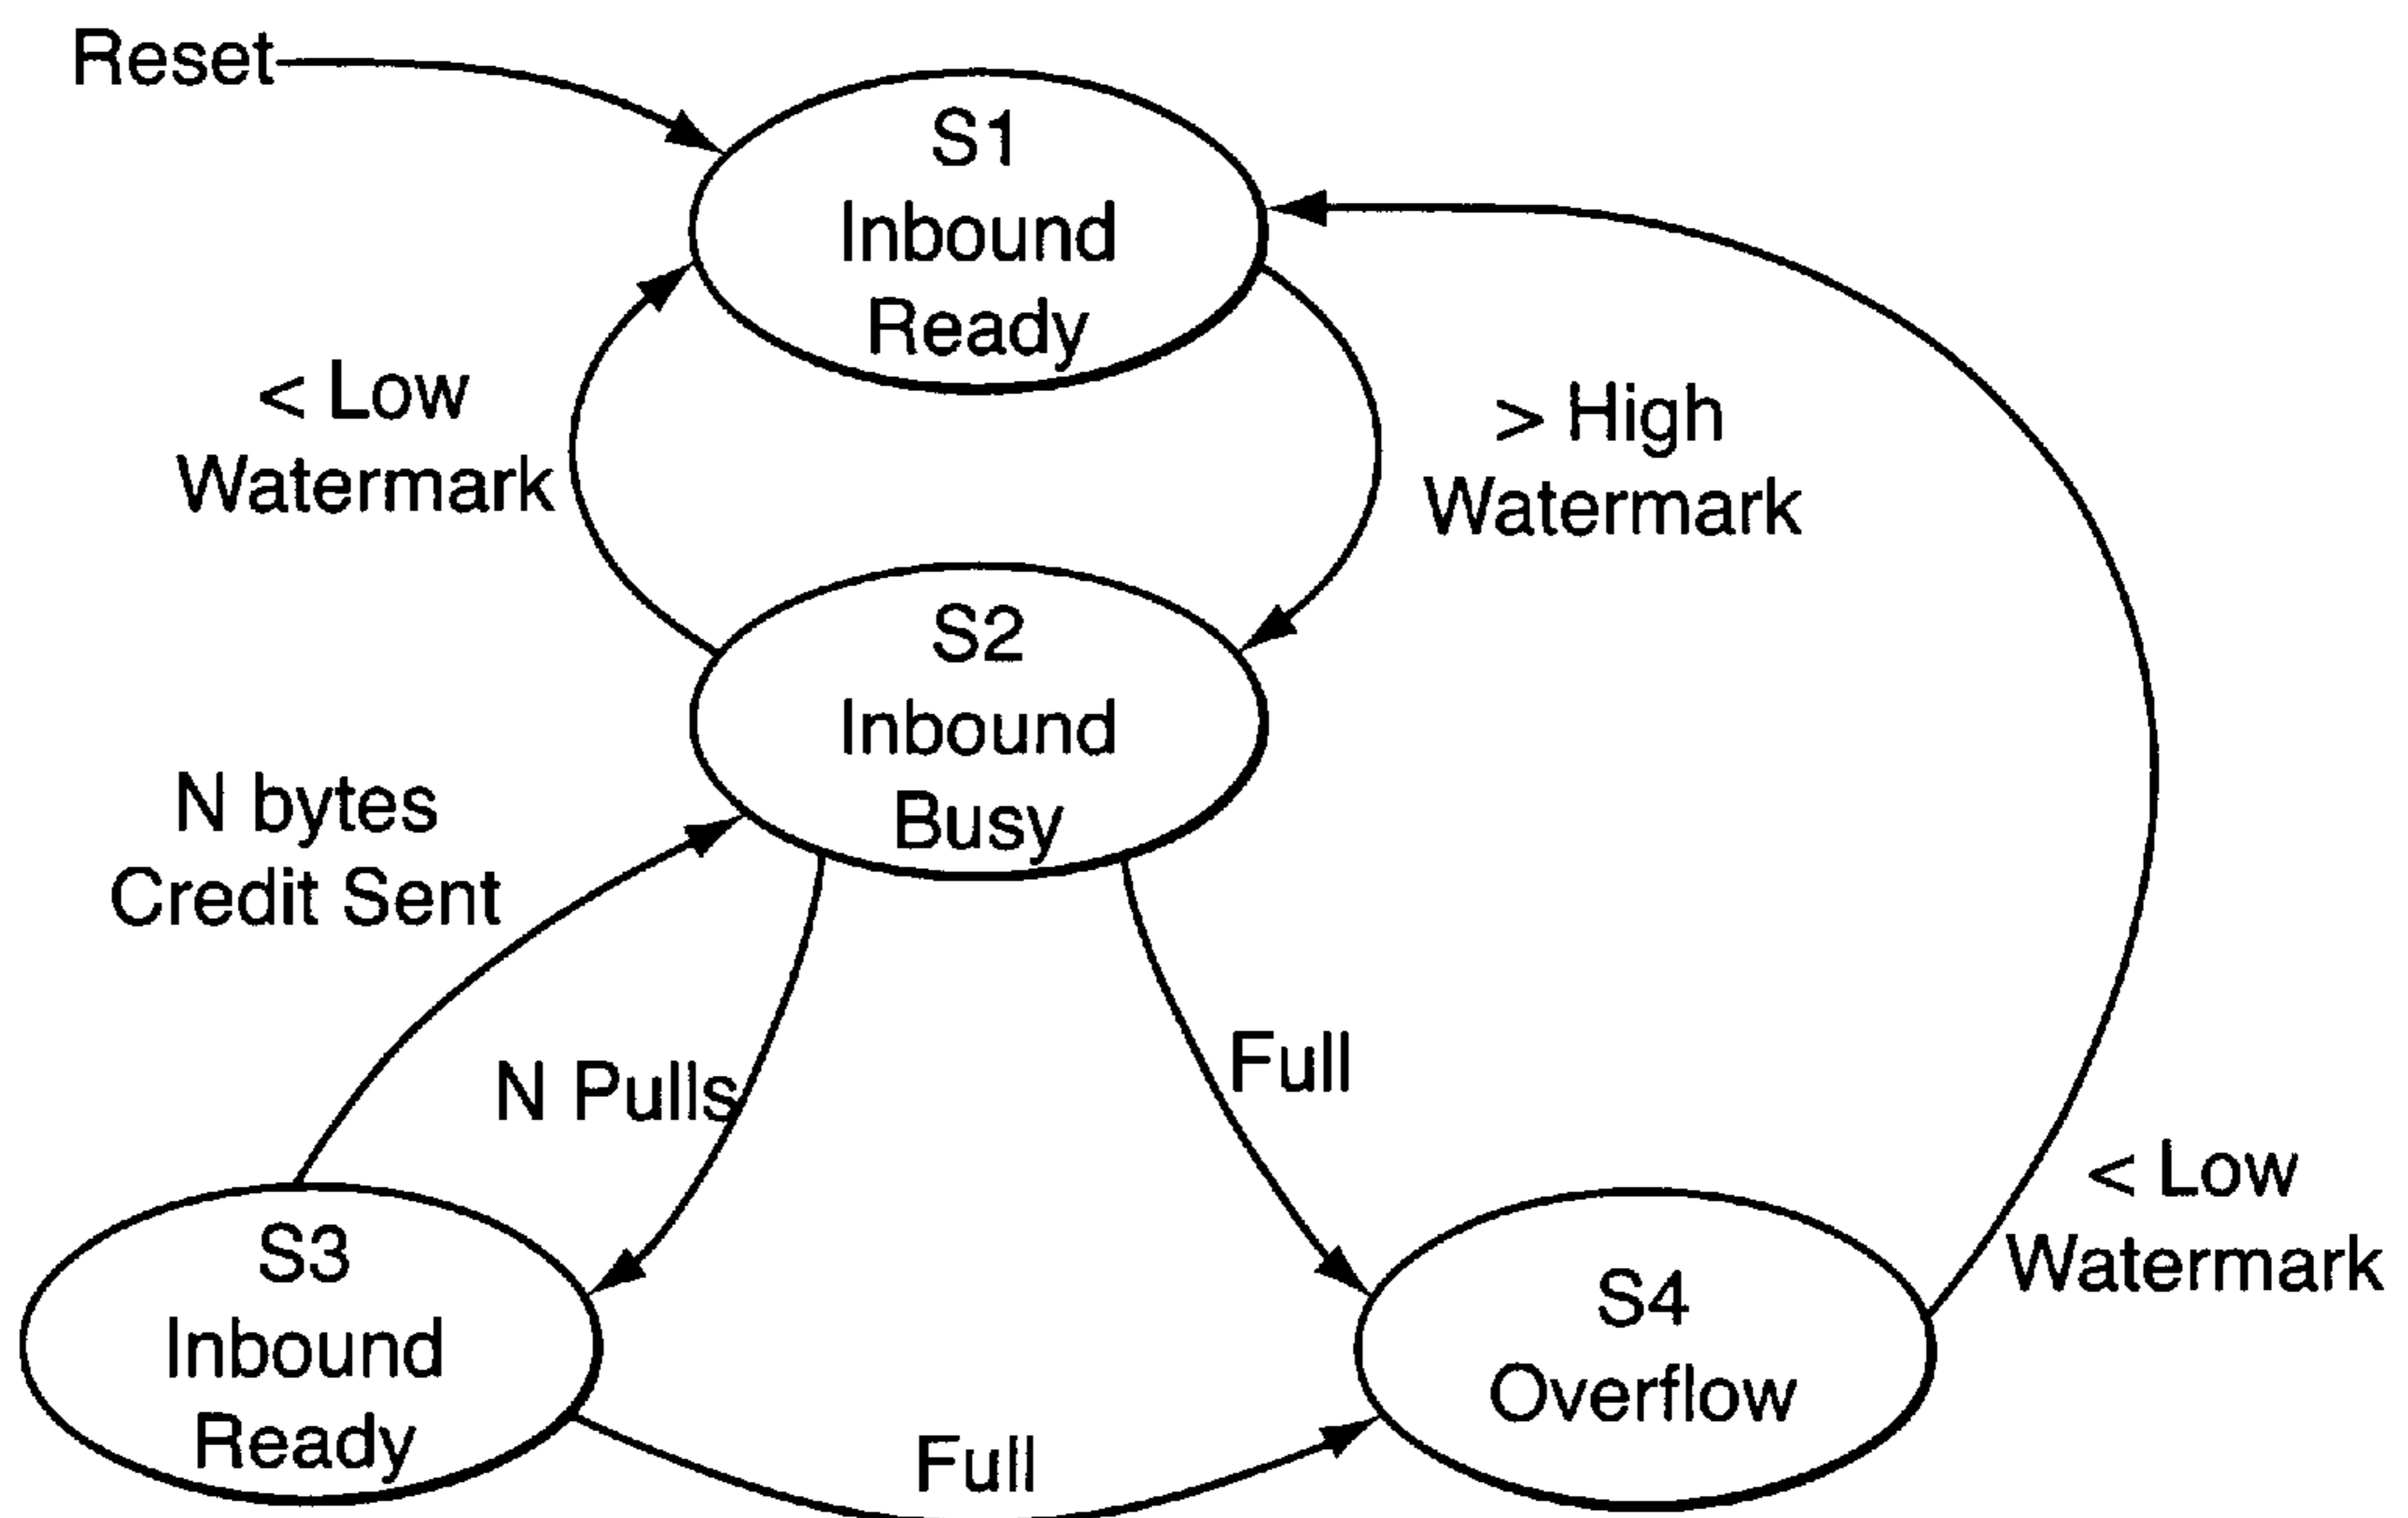 Reset
S1
Inbound
Ready
< Low
Watermark
> High
Watermark
S2
Inbound
Busy
N bytes
Credit Sent
N Pulls
Full
< Low
Watermark
S3
Inbound
Ready
S4
Overflow
Full